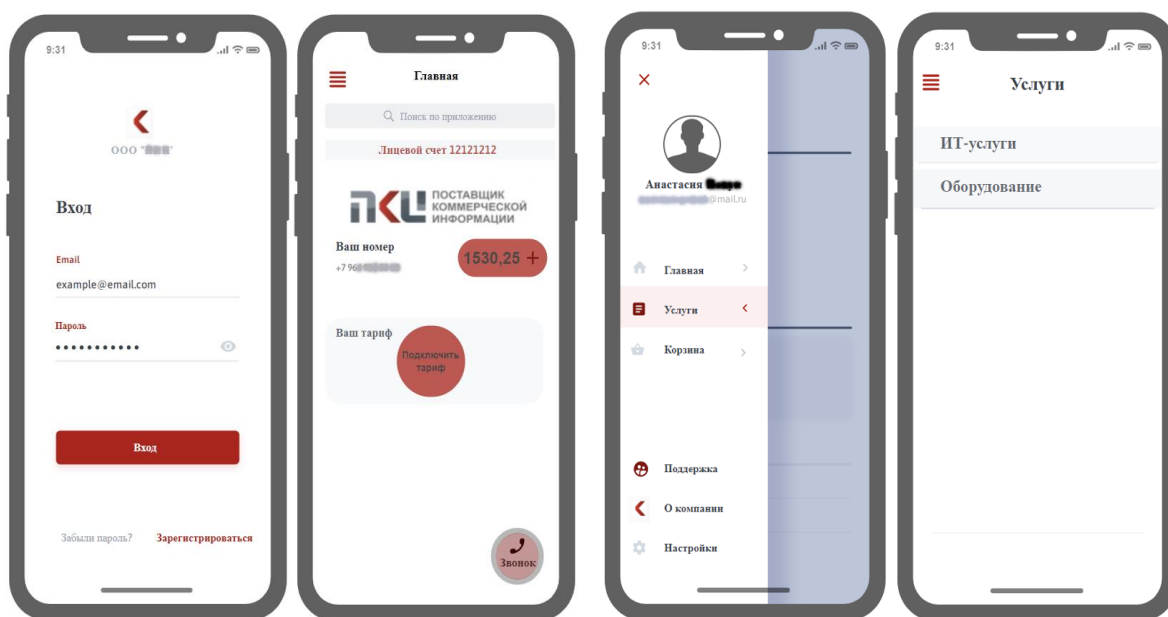 9:31
ООО "
Вход
Email
example@email.com
Пароль
Вход
Забыли пароль? Зарегистрироваться
Главная
Поиск по приложению
Лицевой счет 12121212
ПКИ ПОСТАВЩИК
КОММЕРЧЕСКОЙ
ИНФОРМАЦИИ
Ваш номер
+7 96
1530,25 +
Ваш тариф
Подключить
тариф
Звонок
9:31
Анастасия
@mail.ru
Главная
Услуги
Корзина
Поддержка
О компании
Настройки
9:31
Услуги
ИТ-услуги
Оборудование